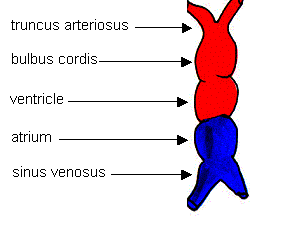 truncus arteriosus
bulbus cordis
ventricle
atrium
sinus venosus